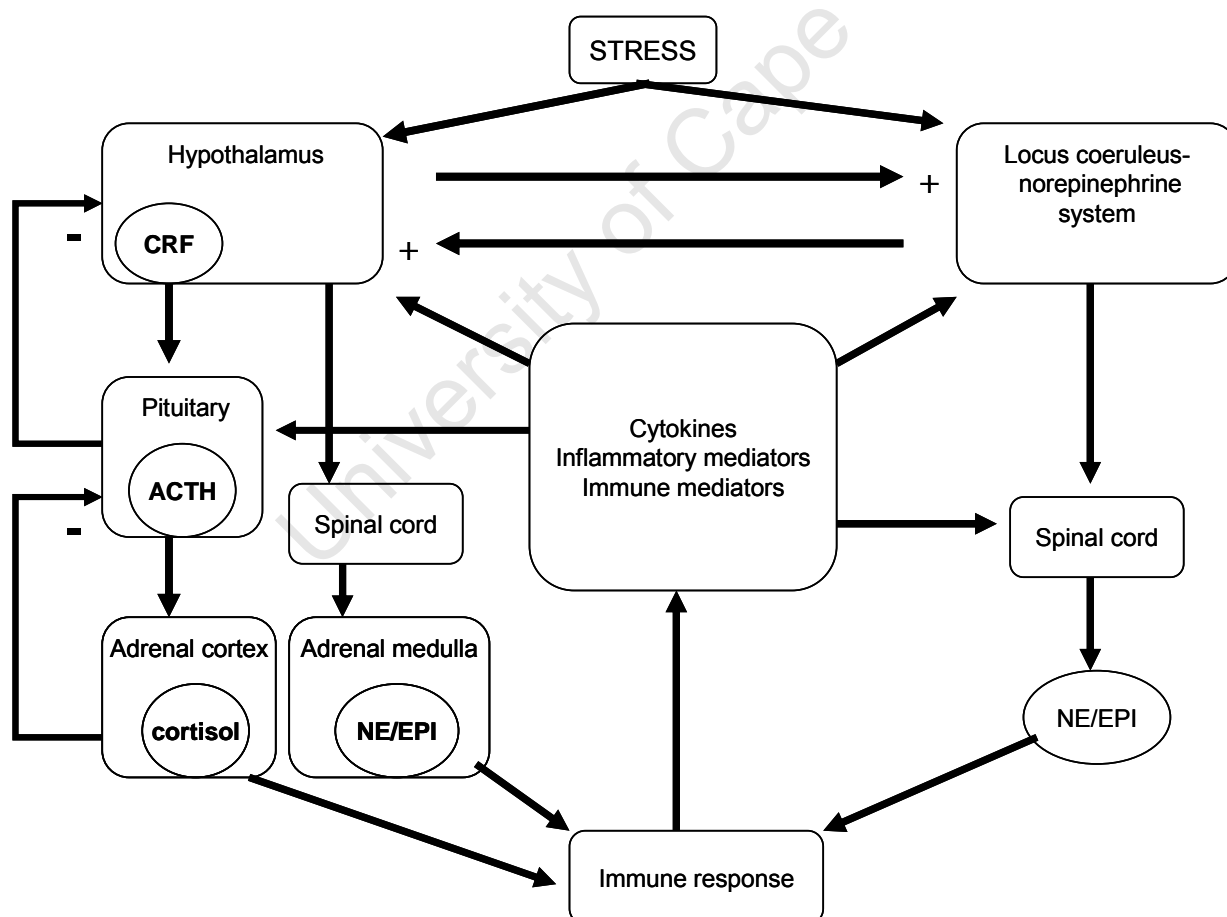 STRESS
Hypothalamus
Locus coeruleus-
norepinephrine
system
+
-
CRF
+
Pituitary
Cytokines
Inflammatory mediators
Immune mediators
ACTH
-
Spinal cord
Spinal cord
Adrenal cortex
Adrenal medulla
cortisol
NE/EPI
NE/EPI
Immune response
University of Cape